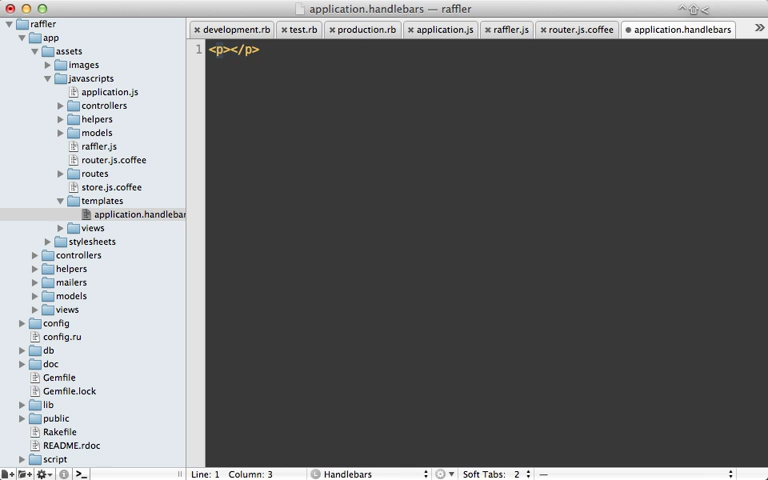 application.handlebars — raffler
^⇧<
raffler
app
assets
images
javascripts
application.js
controllers
helpers
models
raffler.js
router.js.coffee
routes
store.js.coffee
templates
application.handlebar
views
stylesheets
controllers
helpers
mailers
models
views
config
config.ru
db
doc
Gemfile
Gemfile.lock
lib
public
Rakefile
README.rdoc
script
development.rb test.rb production.rb application.js raffler.js router.js.coffee application.handlebars »
1 <p></p>
Line: 1 Column: 3 Handlebars Soft Tabs: 2 —